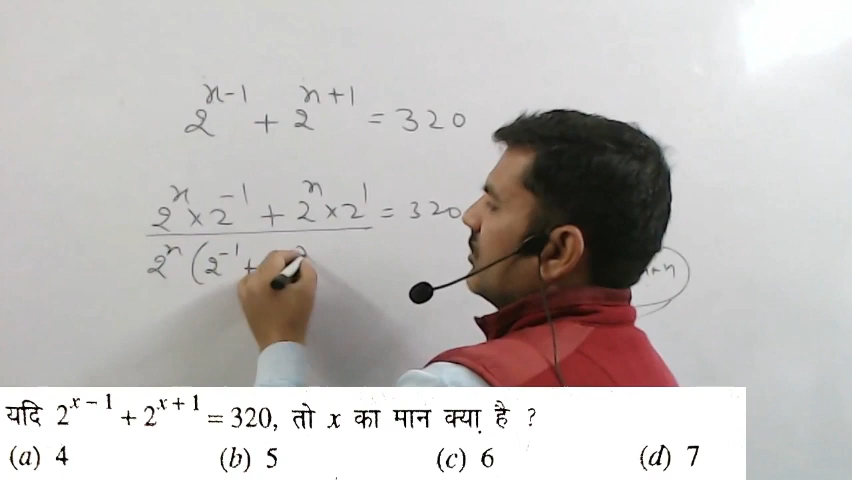 2^{x-1} + 2^{x+1} = 320
2^x × 2^{-1} + 2^x × 2^1 = 320
2^x (2^{-1} +
यदि 2^{x – 1} + 2^{x + 1} = 320, तो x का मान क्या है ?
(a) 4 (b) 5 (c) 6 (d) 7